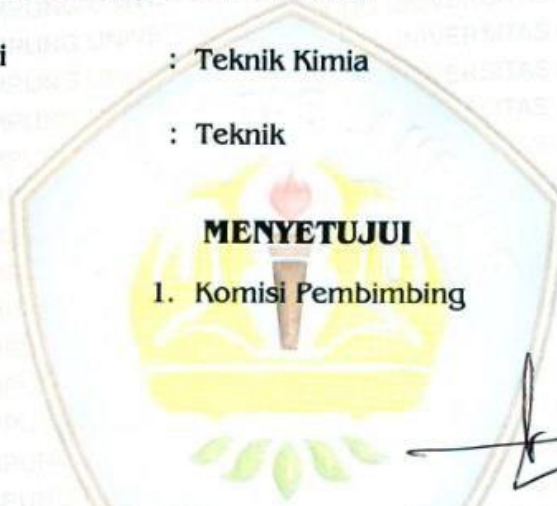 i : Teknik Kimia
: Teknik
MENYETUJUI
1. Komisi Pembimbing